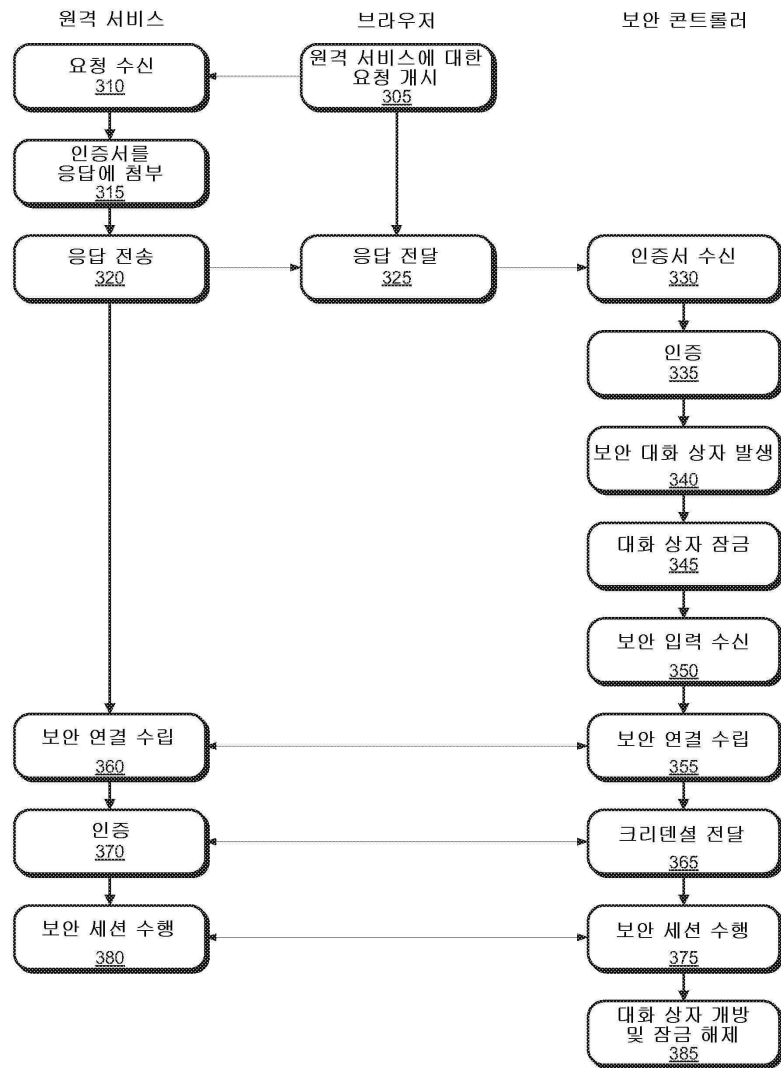 원격 서비스
브라우저
보안 콘트롤러
요청 수신
310
원격 서비스에 대한
요청 개시
305
인증서를
응답에 첨부
315
응답 전송
320
응답 전달
325
인증서 수신
330
인증
335
보안 대화 상자 발생
340
대화 상자 잠금
345
보안 입력 수신
350
보안 연결 수립
360
보안 연결 수립
355
인증
370
크리덴셜 전달
365
보안 세션 수행
380
보안 세션 수행
375
대화 상자 개방
및 잠금 해제
385